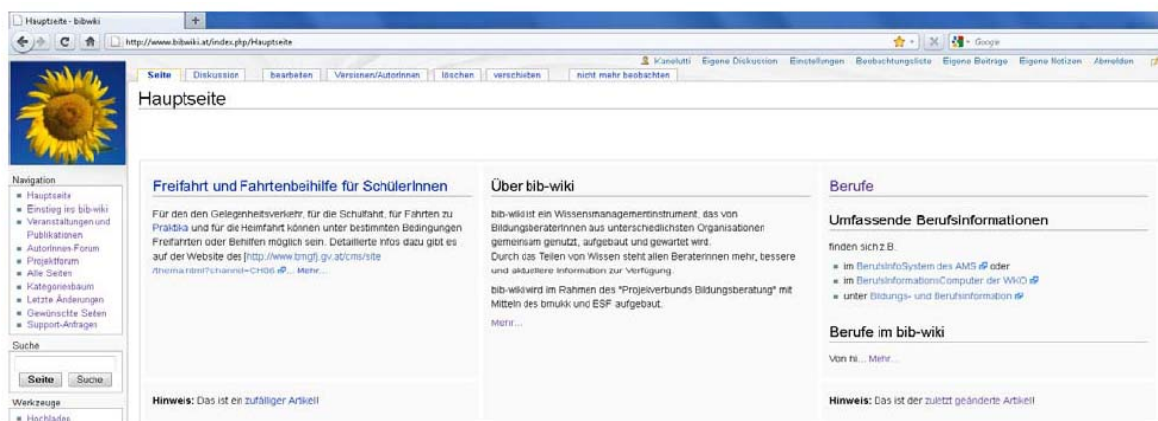 Hauptseite - bibwiki
http://www.bibwiki.at/index.php/Hauptseite
Google
Kanelutti Eigene Diskussion Einstellungen Beobachtungsliste Eigene Beiträge Eigene Notizen Abmelden
Seite Diskussion bearbeiten Versionen/Autorinnen löschen verschieben nicht mehr beobachten
Hauptseite
Navigation
Hauptseite
Einstieg ins bib-wiki
Veranstaltungen und
Publikationen
AutorInnen-Forum
Projektforum
Alle Seiten
Kategorienbaum
Letzte Änderungen
Gewünschte Seiten
Support-Anfragen
Suche
Seite Suche
Werkzeuge
Hochladen
Freifahrt und Fahrtenbeihilfe für SchülerInnen
Für den den Gelegenheitsverkehr, für die Schulfahrt, für Fahrten zu
Praktika und für die Heimfahrt können unter bestimmten Bedingungen
Freifahrten oder Behilfen möglich sein. Detaillierte Infos dazu gibt es
auf der Website des [http://www.bmgfj.gv.at/cms/site
/thema.html?channel=CH06 ... Mehr...
Hinweis: Das ist ein zufälliger Artikel!
Über bib-wiki
bib-wiki ist ein Wissensmanagementinstrument, das von
BildungsberaterInnen aus unterschiedlichsten Organisationen
gemeinsam genutzt, aufgebaut und gewartet wird.
Durch das Teilen von Wissen steht allen BeraterInnen mehr, bessere
und aktuellere Information zur Verfügung.
bib-wiki wird im Rahmen des "Projekverbunds Bildungsberatung" mit
Mitteln des bmukk and ESF aufgebaut.
Mehr...
Berufe
Umfassende Berufsinformationen
finden sich z.B.
im BerufsInfoSystem des AMS oder
im BerufsInformationsComputer der WKO
unter Bildungs- und Berufsinformation
Berufe im bib-wiki
Von hi... Mehr...
Hinweis: Das ist der zuletzt geänderte Artikel!